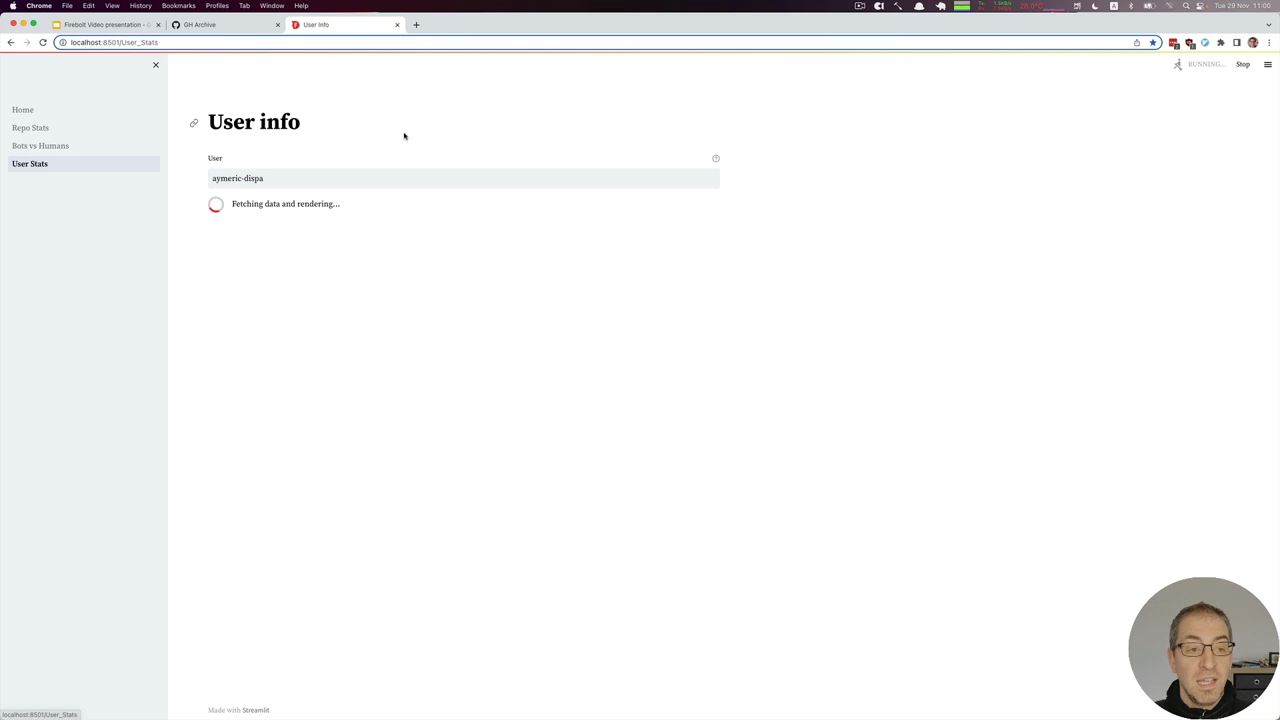 Chrome File Edit View History Bookmarks Profiles Tab Window Help
Tue 29 Nov 11:00
Firebolt Video presentation - G
GH Archive
User Info
localhost:8501/User_Stats
RUNNING...
Stop
Home
Repo Stats
Bots vs Humans
User Stats
User info
User
aymeric-dispa
Fetching data and rendering...
Made with Streamlit
localhost:8501/User_Stats